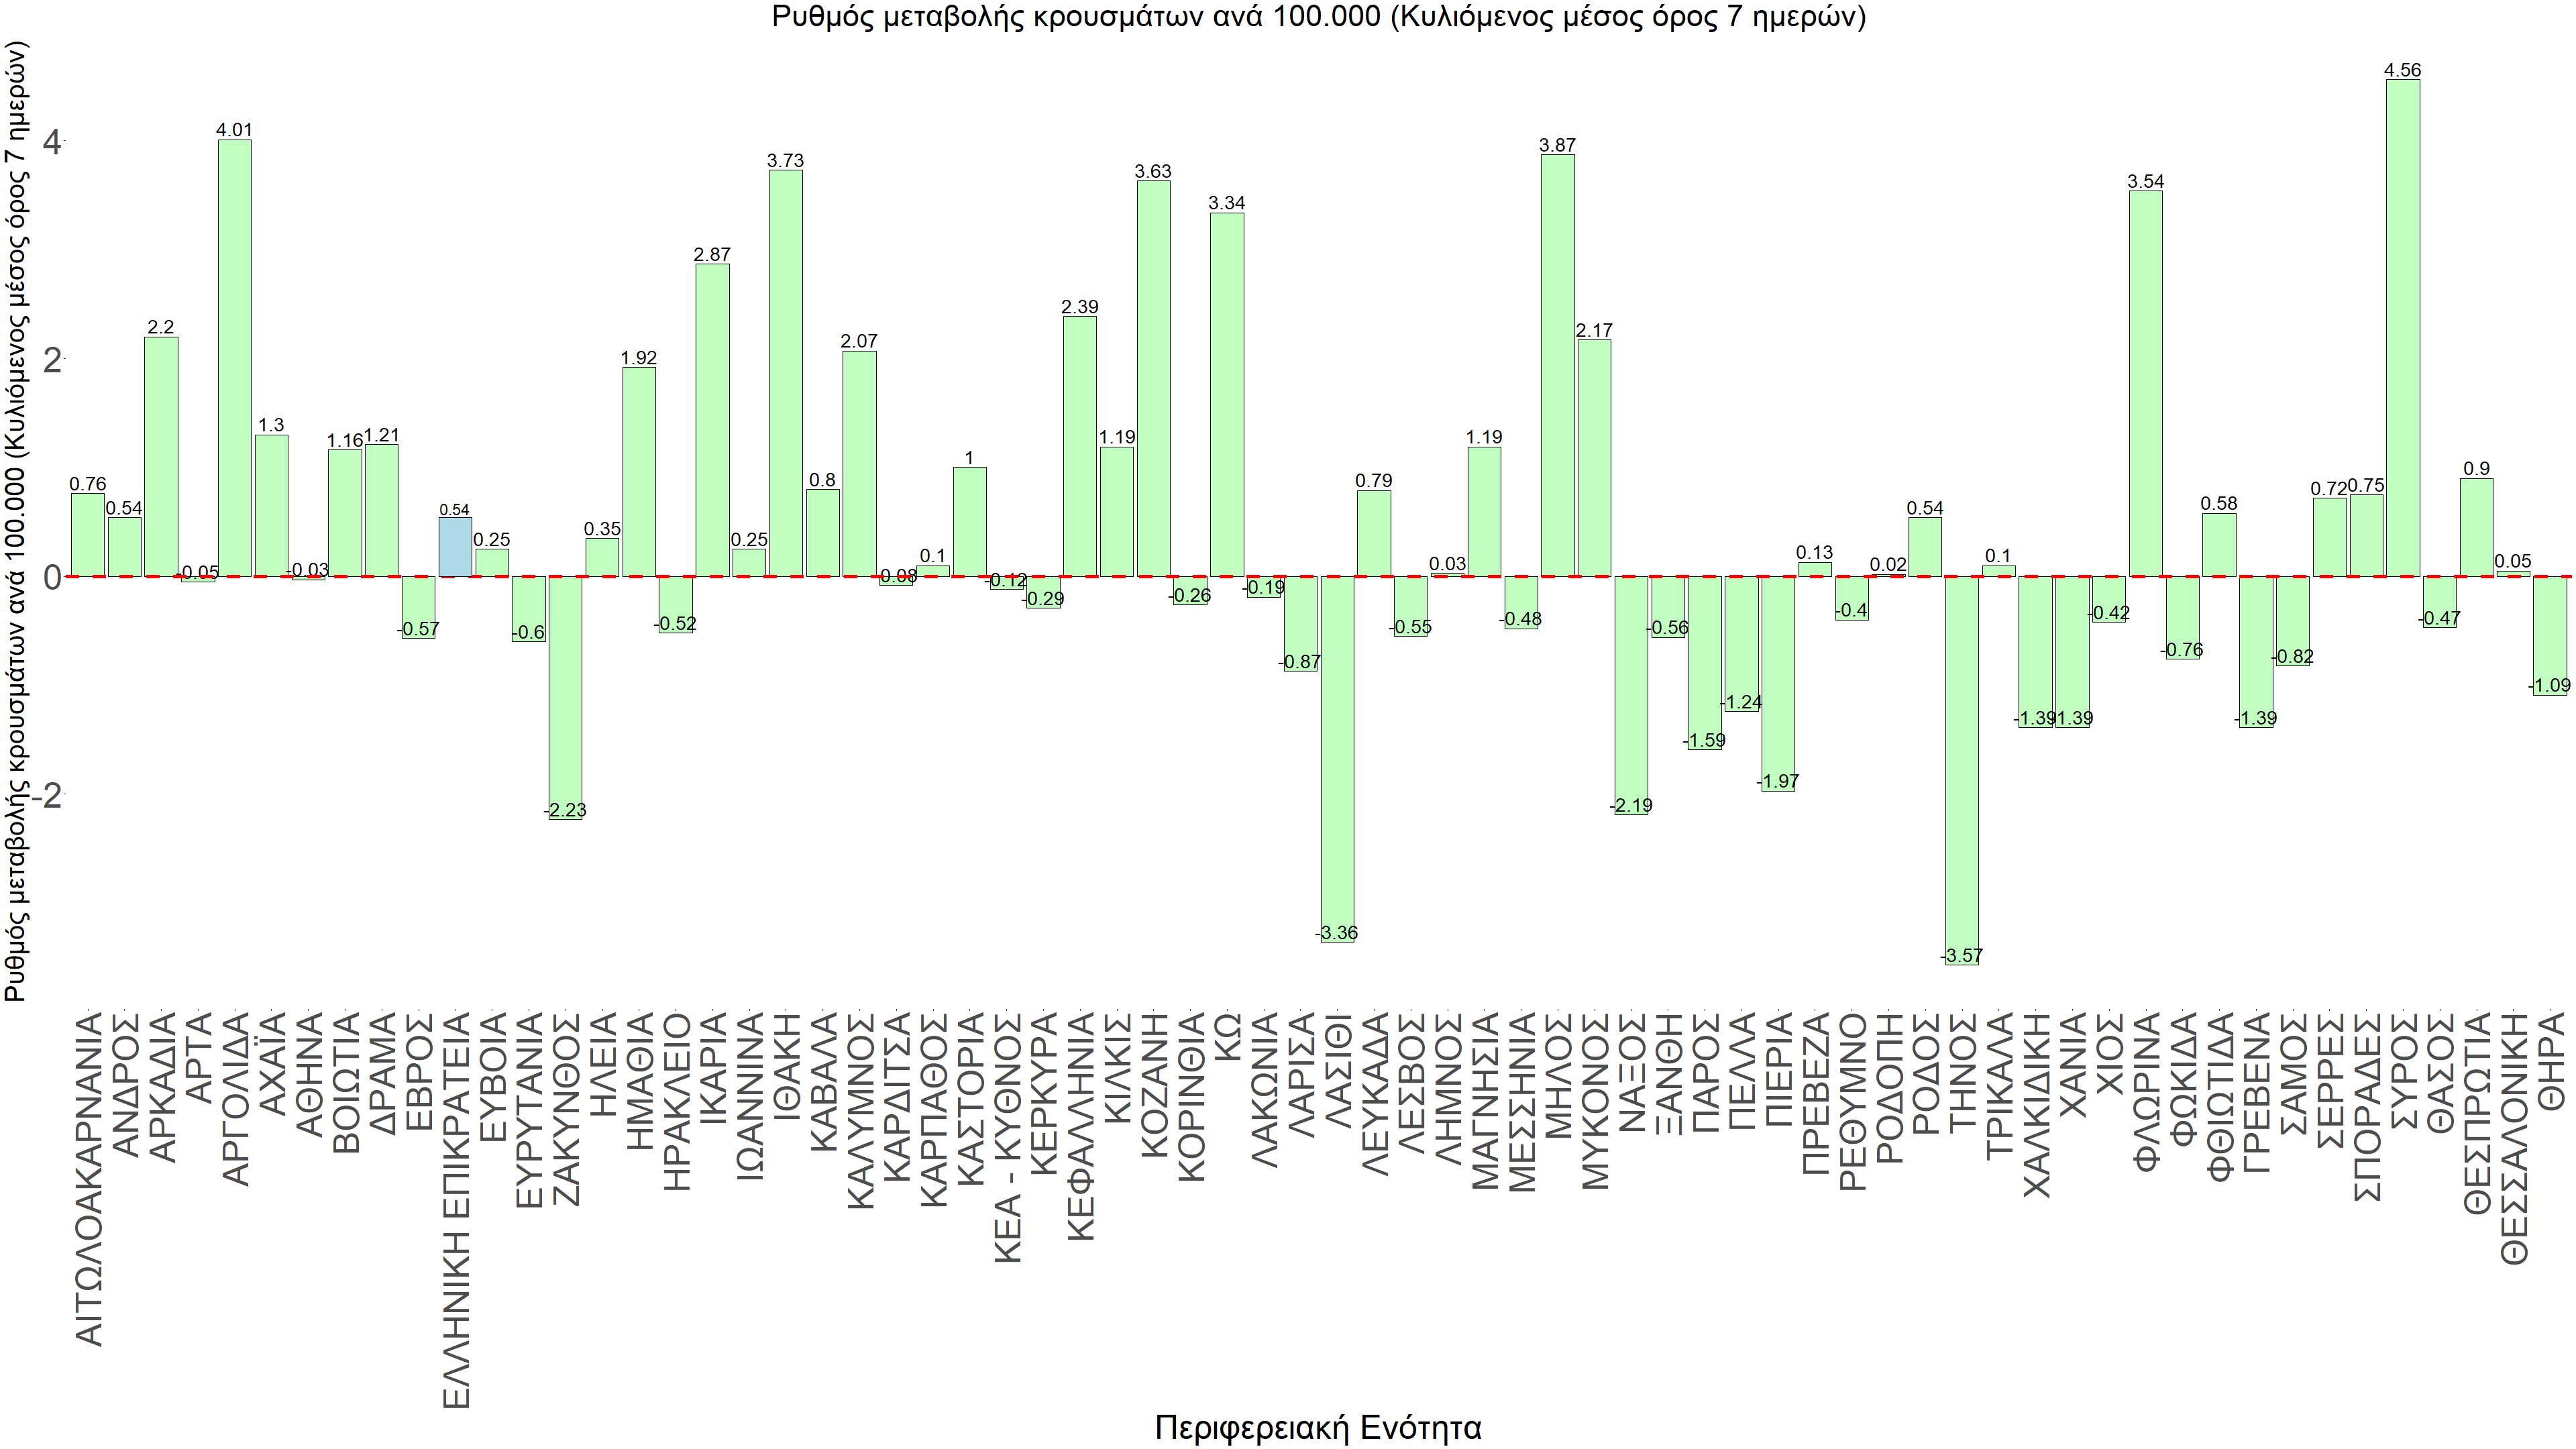 Ρυθμός μεταβολής κρουσμάτων ανά 100.000 (Κυλιόμενος μέσος όρος 7 ημερών)
Ρυθμός μεταβολής κρουσμάτων ανά 100.000 (Κυλιόμενος μέσος όρος 7 ημερών)
4
2
0
-2
0.76
0.54
2.2
-0.05
4.01
1.3
-0.03
1.16
1.21
-0.57
0.54
0.25
-0.6
-2.23
0.35
1.92
-0.52
2.87
0.25
3.73
0.8
2.07
-0.08
0.1
1
-0.12
-0.29
2.39
1.19
3.63
-0.26
3.34
-0.19
-0.87
-3.36
0.79
-0.55
0.03
1.19
-0.48
3.87
2.17
-2.19
-0.56
-1.59
-1.24
-1.97
0.13
-0.4
0.02
0.54
-3.57
0.1
-1.39
-1.39
-0.42
3.54
-0.76
0.58
-1.39
-0.82
0.72
0.75
4.56
-0.47
0.9
0.05
-1.09
ΑΙΤΩΛΟΑΚΑΡΝΑΝΙΑ
ΑΝΔΡΟΣ
ΑΡΚΑΔΙΑ
ΑΡΤΑ
ΑΡΓΟΛΙΔΑ
ΑΧΑΪΑ
ΑΘΗΝΑ
ΒΟΙΩΤΙΑ
ΔΡΑΜΑ
ΕΒΡΟΣ
ΕΛΛΗΝΙΚΗ ΕΠΙΚΡΑΤΕΙΑ
ΕΥΒΟΙΑ
ΕΥΡΥΤΑΝΙΑ
ΖΑΚΥΝΘΟΣ
ΗΛΕΙΑ
ΗΜΑΘΙΑ
ΗΡΑΚΛΕΙΟ
ΙΚΑΡΙΑ
ΙΩΑΝΝΙΝΑ
ΙΘΑΚΗ
ΚΑΒΑΛΑ
ΚΑΛΥΜΝΟΣ
ΚΑΡΔΙΤΣΑ
ΚΑΡΠΑΘΟΣ
ΚΑΣΤΟΡΙΑ
ΚΕΑ - ΚΥΘΝΟΣ
ΚΕΡΚΥΡΑ
ΚΕΦΑΛΛΗΝΙΑ
ΚΙΛΚΙΣ
ΚΟΖΑΝΗ
ΚΟΡΙΝΘΙΑ
ΚΩ
ΛΑΚΩΝΙΑ
ΛΑΡΙΣΑ
ΛΑΣΙΘΙ
ΛΕΥΚΑΔΑ
ΛΕΣΒΟΣ
ΛΗΜΝΟΣ
ΜΑΓΝΗΣΙΑ
ΜΕΣΣΗΝΙΑ
ΜΗΛΟΣ
ΜΥΚΟΝΟΣ
ΝΑΞΟΣ
ΞΑΝΘΗ
ΠΑΡΟΣ
ΠΕΛΛΑ
ΠΙΕΡΙΑ
ΠΡΕΒΕΖΑ
ΡΕΘΥΜΝΟ
ΡΟΔΟΠΗ
ΡΟΔΟΣ
ΤΗΝΟΣ
ΤΡΙΚΑΛΑ
ΧΑΛΚΙΔΙΚΗ
ΧΑΝΙΑ
ΧΙΟΣ
ΦΛΩΡΙΝΑ
ΦΩΚΙΔΑ
ΦΘΙΩΤΙΔΑ
ΓΡΕΒΕΝΑ
ΣΑΜΟΣ
ΣΕΡΡΕΣ
ΣΠΟΡΑΔΕΣ
ΣΥΡΟΣ
ΘΑΣΟΣ
ΘΕΣΠΡΩΤΙΑ
ΘΕΣΣΑΛΟΝΙΚΗ
ΘΗΡΑ
Περιφερειακή Ενότητα